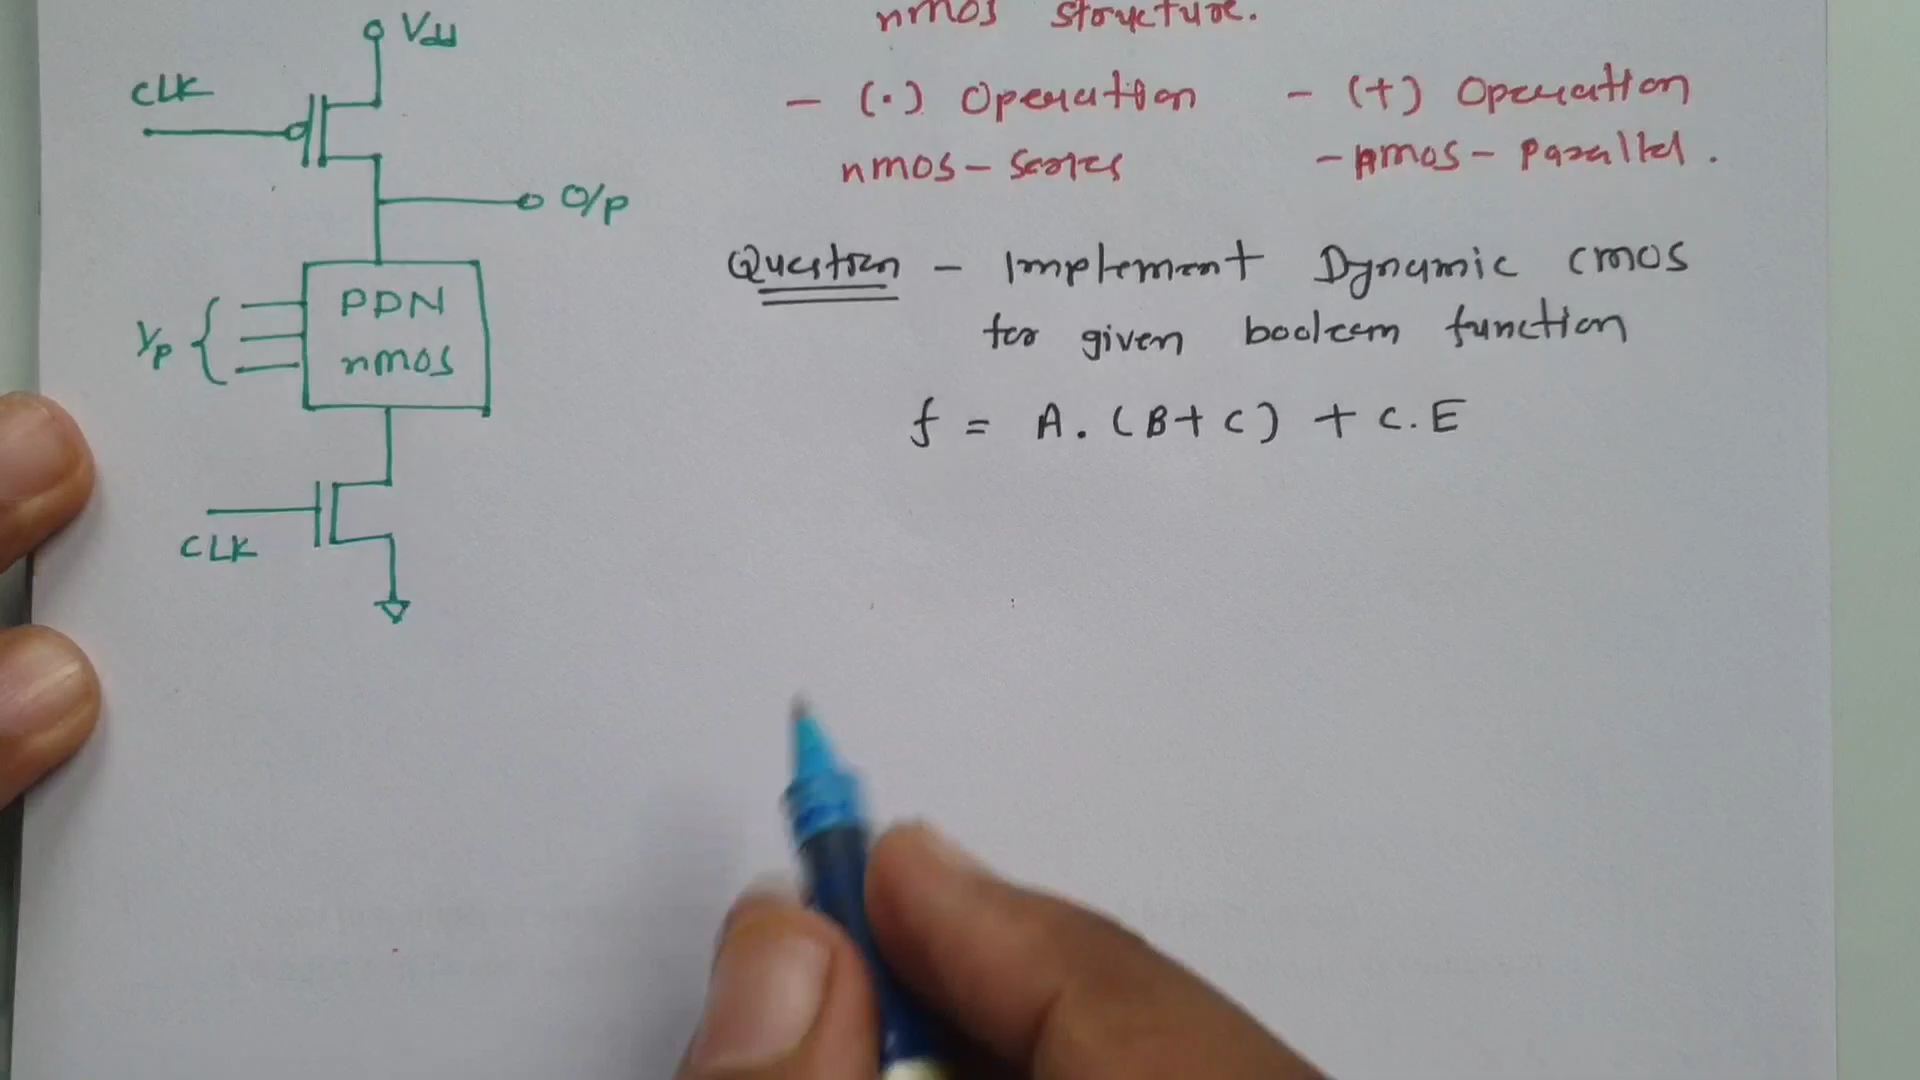 Vdd
CLK
O/P
I/P
PDN
nmos
CLK
nmos structure.
- (·) Operation
nmos - series
- (+) Operation
- nmos - parallel.
Question - Implement Dynamic cmos
for given boolean function
f = A.(B+C) + C.E